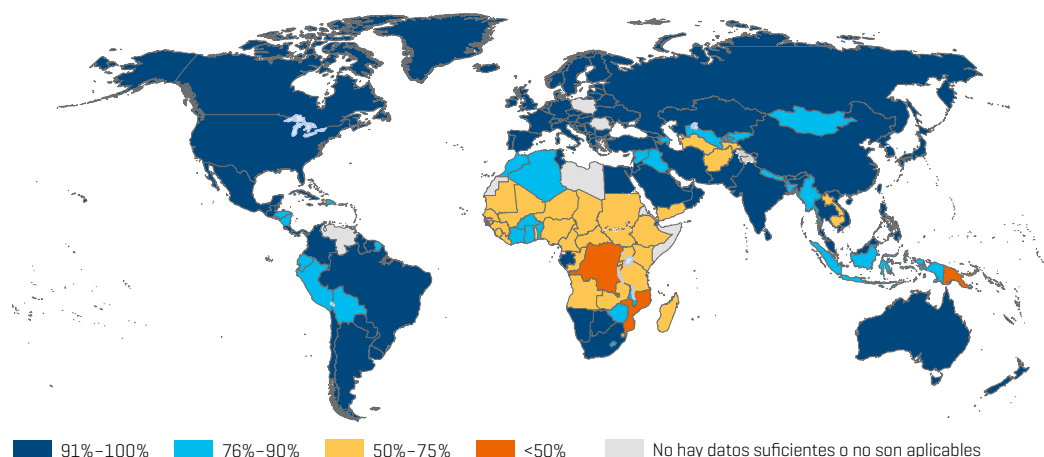 91%–100% 76%–90% 50%–75% <50% No hay datos suficientes o no son aplicables